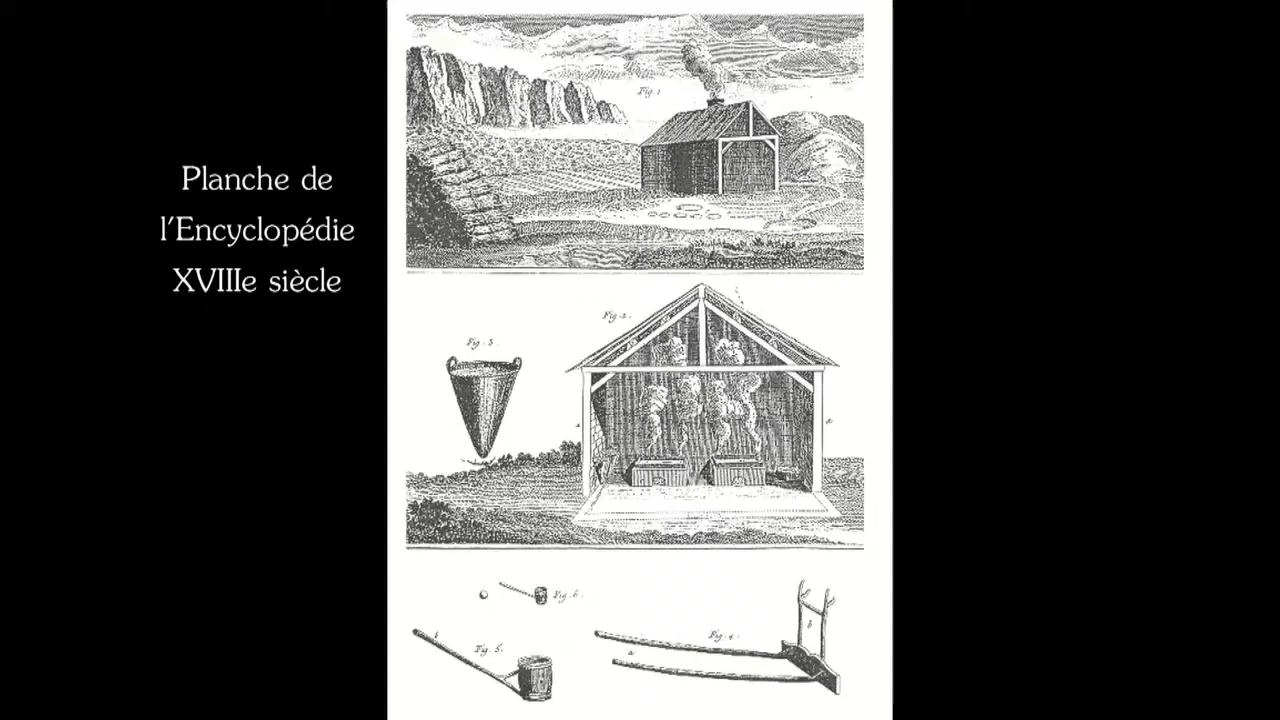 Planche de
l'Encyclopédie
XVIIIe siècle
Fig. 1
Fig. 2.
Fig. 3
a
a
Fig. 6.
b
Fig. 5.
Fig. 4.
a
b